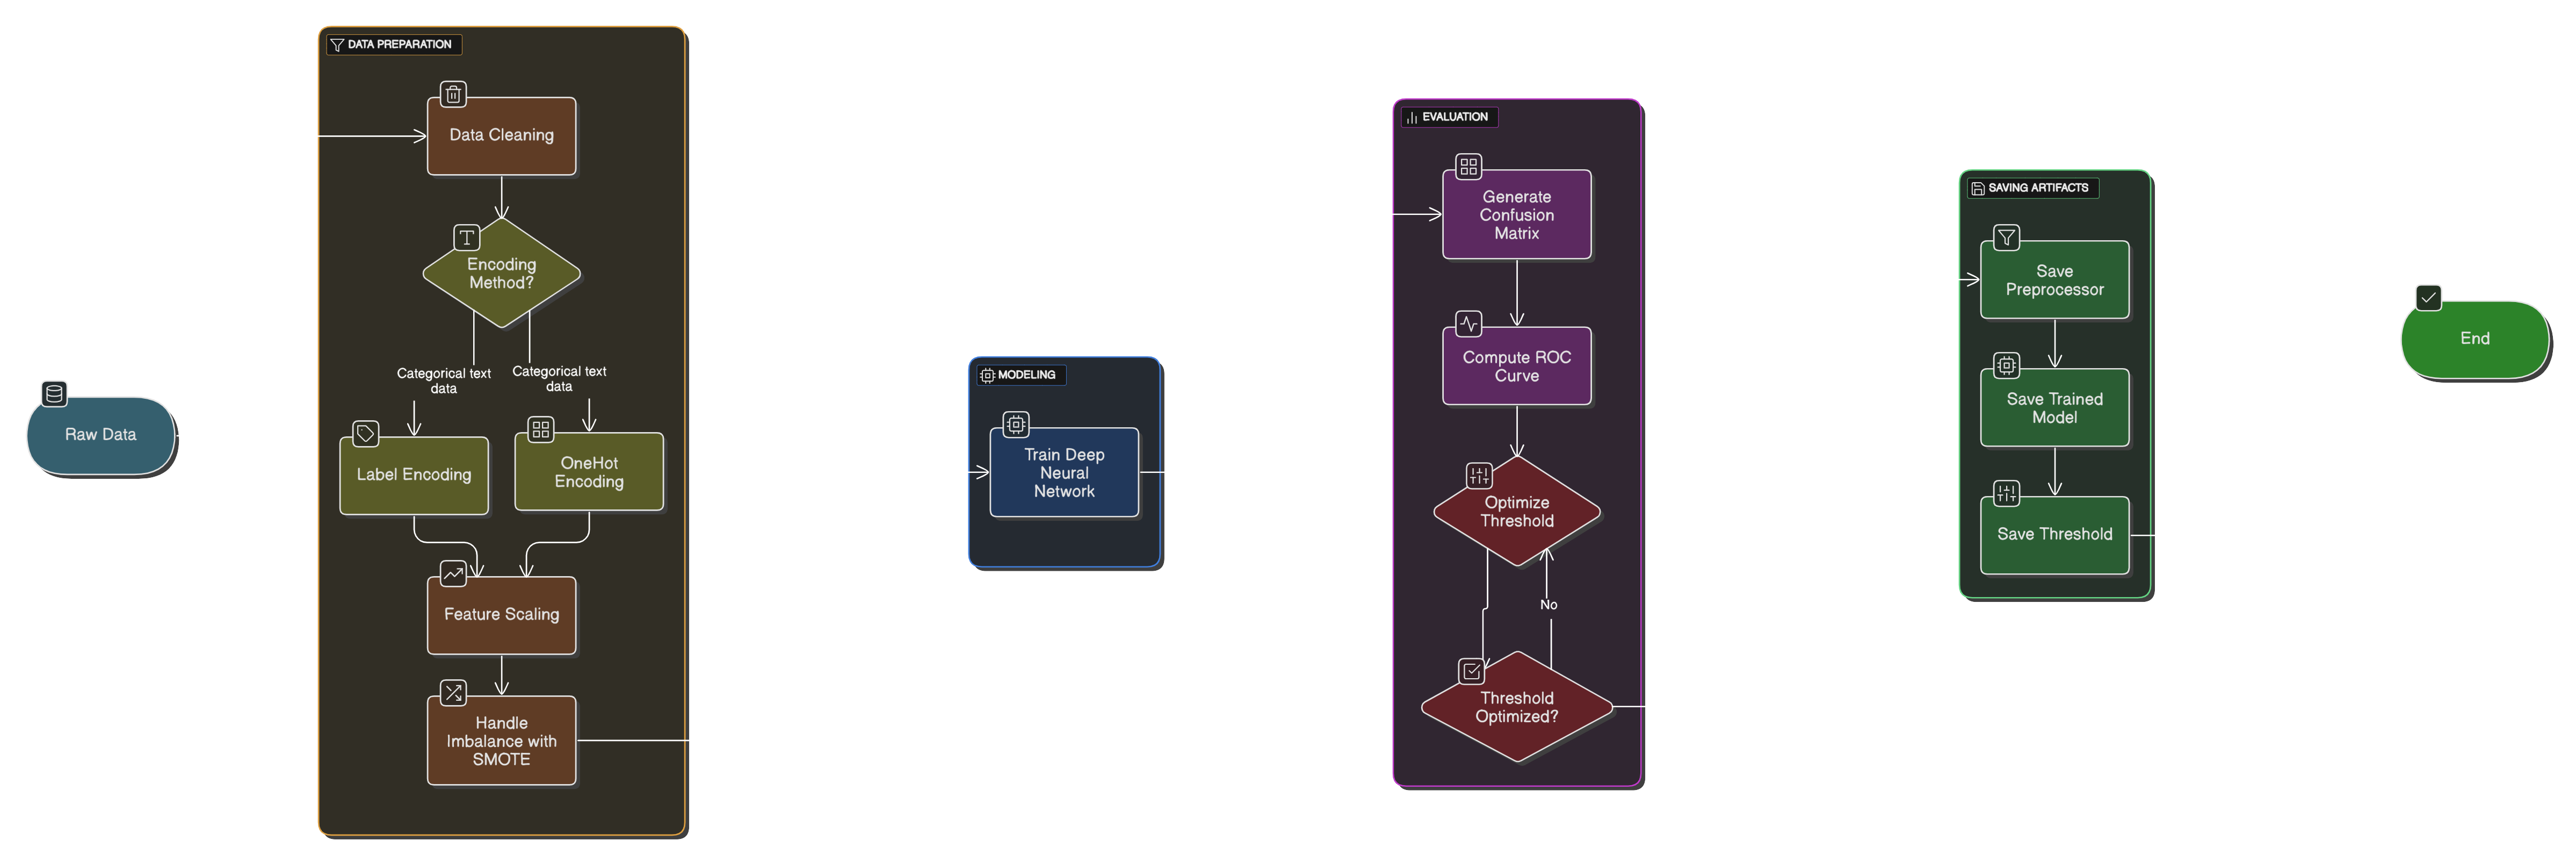 Raw Data
DATA PREPARATION
Data Cleaning
Encoding
Method?
Categorical text
data
Categorical text
data
Label Encoding
OneHot
Encoding
Feature Scaling
Handle
Imbalance with
SMOTE
MODELING
Train Deep
Neural
Network
EVALUATION
Generate
Confusion
Matrix
Compute ROC
Curve
Optimize
Threshold
No
Threshold
Optimized?
SAVING ARTIFACTS
Save
Preprocessor
Save Trained
Model
Save Threshold
End